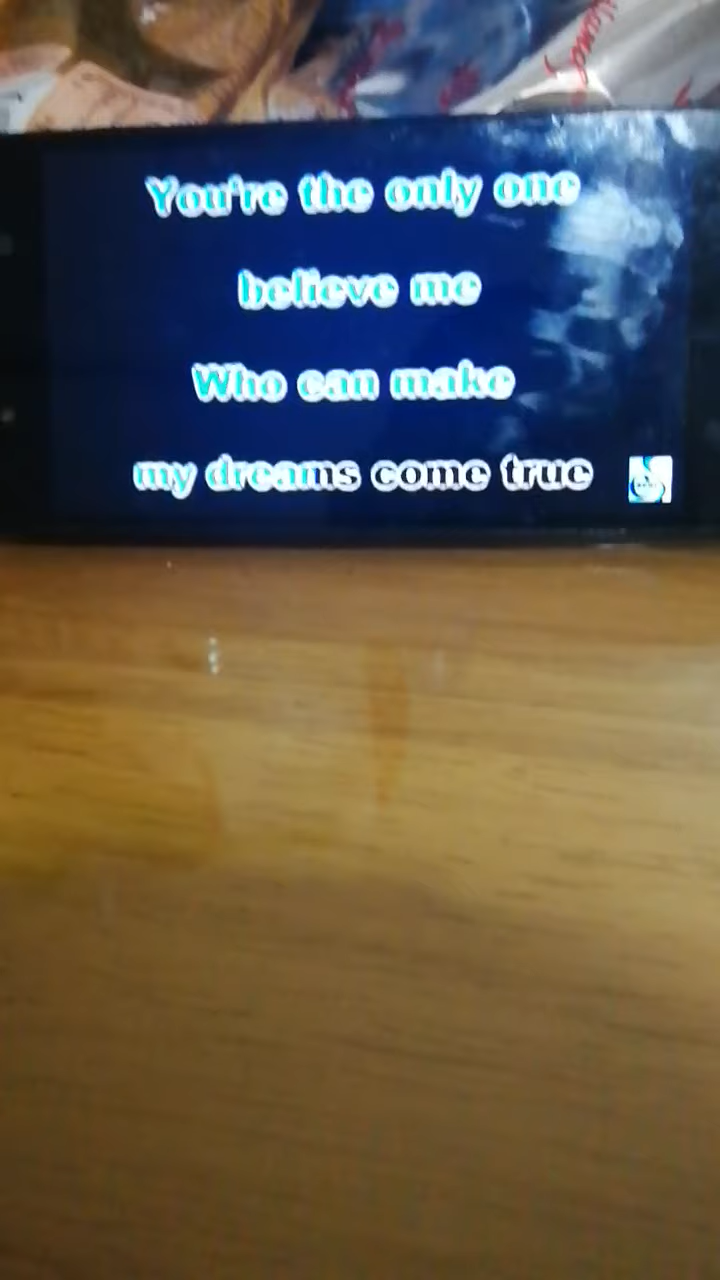 You're the only one
believe me
Who can make
my dreams come true